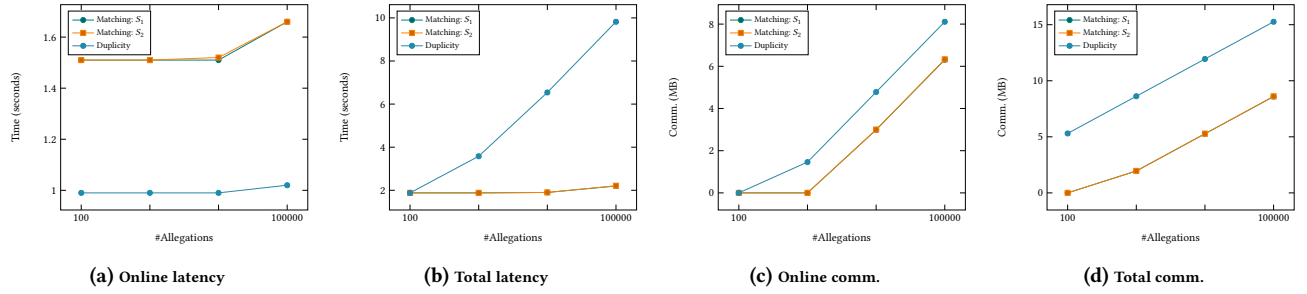 1.6
1.4
1.2
1
Time (seconds)
100
100000
#Allegations
Matching: S₁
Matching: S₂
Duplicity
(a) Online latency
10
8
6
4
2
Time (seconds)
100
100000
#Allegations
Matching: S₁
Matching: S₂
Duplicity
(b) Total latency
8
6
4
2
0
Comm. (MB)
100
100000
#Allegations
Matching: S₁
Matching: S₂
Duplicity
(c) Online comm.
15
10
5
0
Comm. (MB)
100
100000
#Allegations
Matching: S₁
Matching: S₂
Duplicity
(d) Total comm.